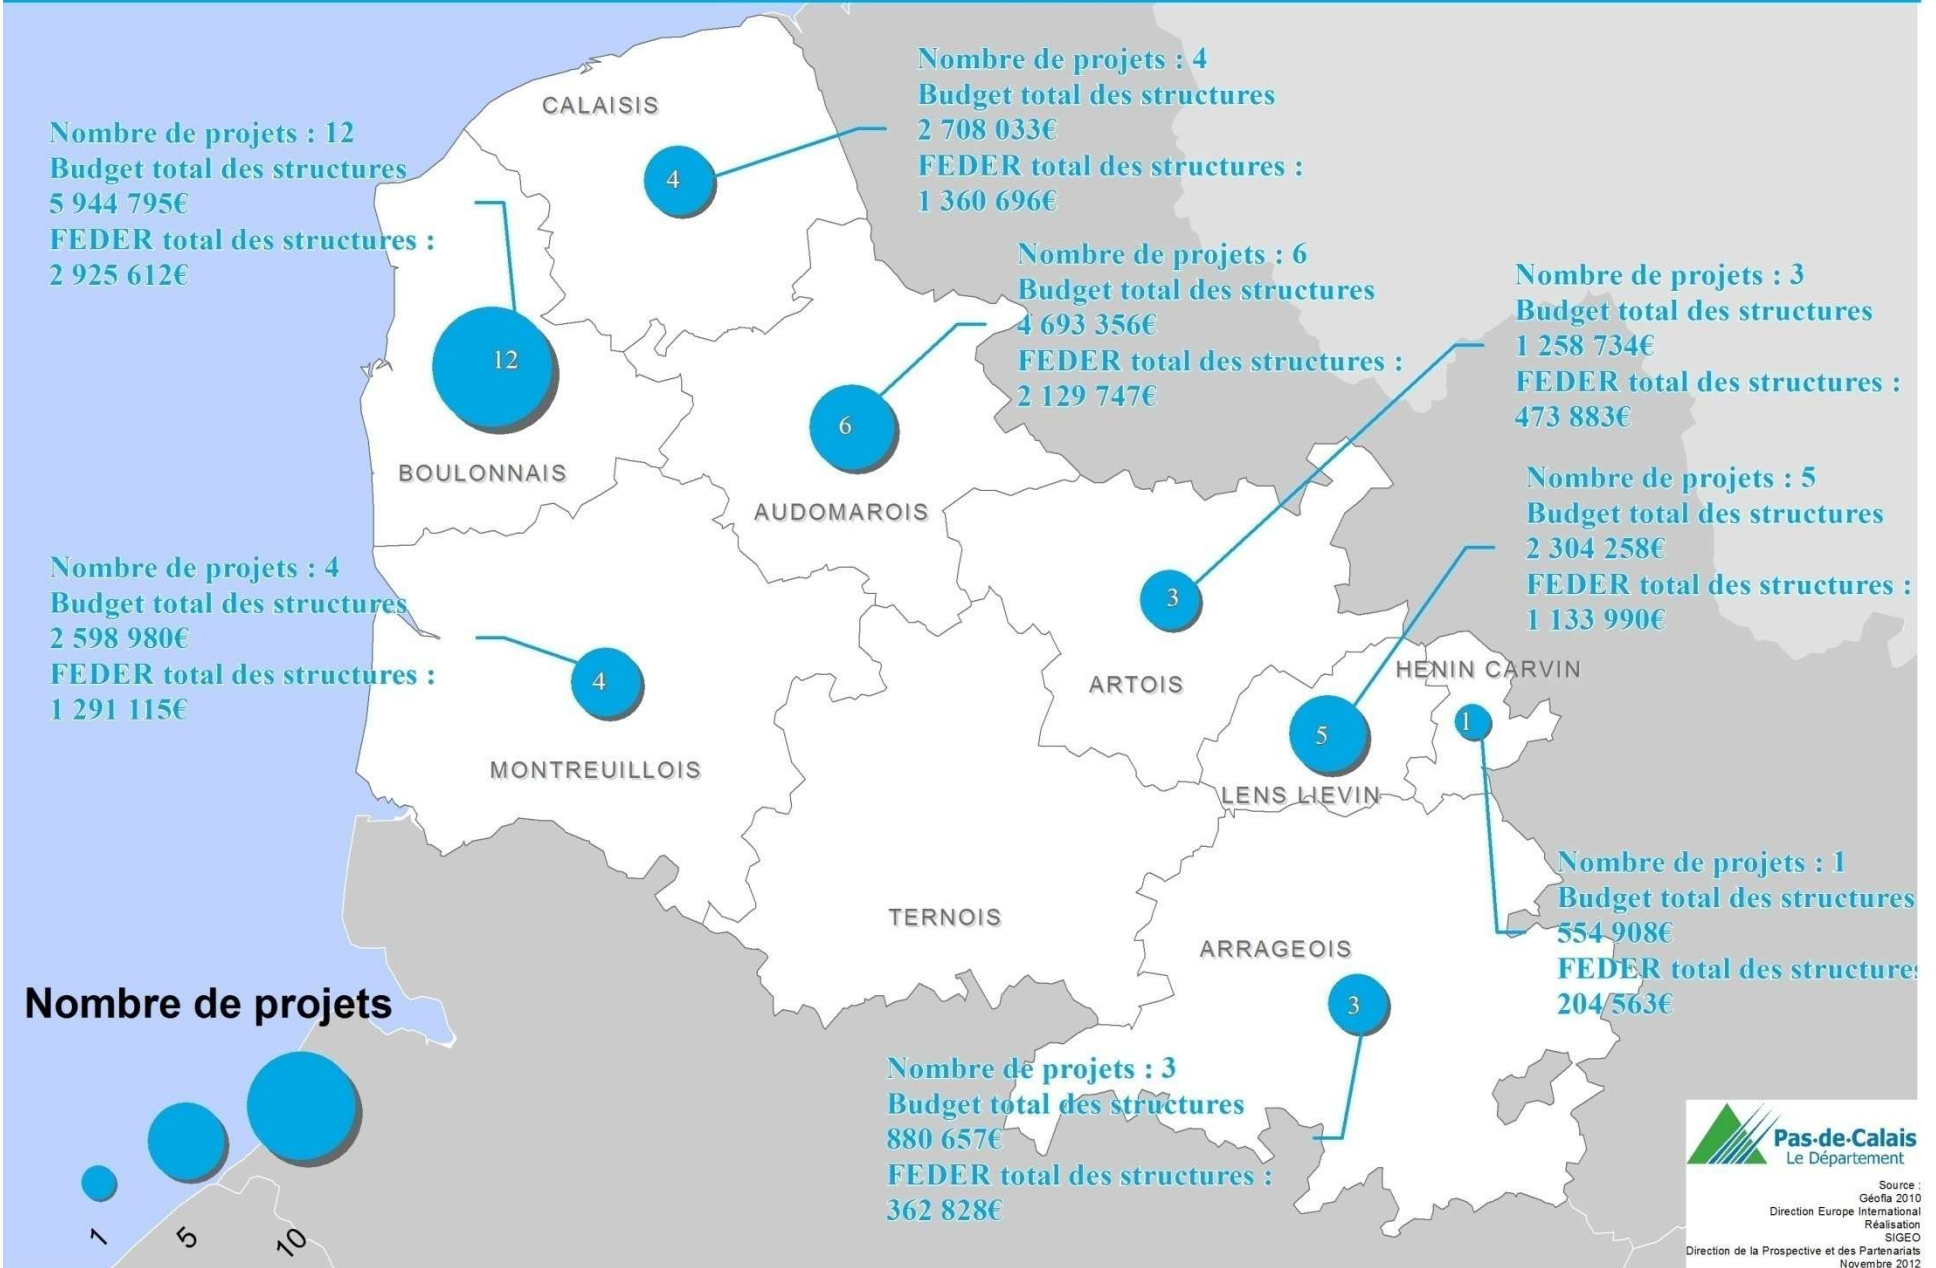 CALAISIS
4
Nombre de projets : 4
Budget total des structures
2 708 033€
FEDER total des structures :
1 360 696€
Nombre de projets : 12
Budget total des structures
5 944 795€
FEDER total des structures :
2 925 612€
12
BOULONNAIS
Nombre de projets : 6
Budget total des structures
4 693 356€
FEDER total des structures :
2 129 747€
6
AUDOMAROIS
Nombre de projets : 3
Budget total des structures
1 258 734€
FEDER total des structures :
473 883€
3
ARTOIS
Nombre de projets : 5
Budget total des structures
2 304 258€
FEDER total des structures :
1 133 990€
5
LENS LIEVIN
HENIN CARVIN
1
Nombre de projets : 4
Budget total des structures
2 598 980€
FEDER total des structures :
1 291 115€
4
MONTREUILLOIS
TERNOIS
ARRAGEOIS
3
Nombre de projets : 1
Budget total des structures
554 908€
FEDER total des structures
204 563€
Nombre de projets : 3
Budget total des structures
880 657€
FEDER total des structures :
362 828€
Nombre de projets
1
5
10
Pas-de-Calais
Le Département
Source :
Géofla 2010
Direction Europe International
Réalisation
SIGEO
Direction de la Prospective et des Partenariats
Novembre 2012